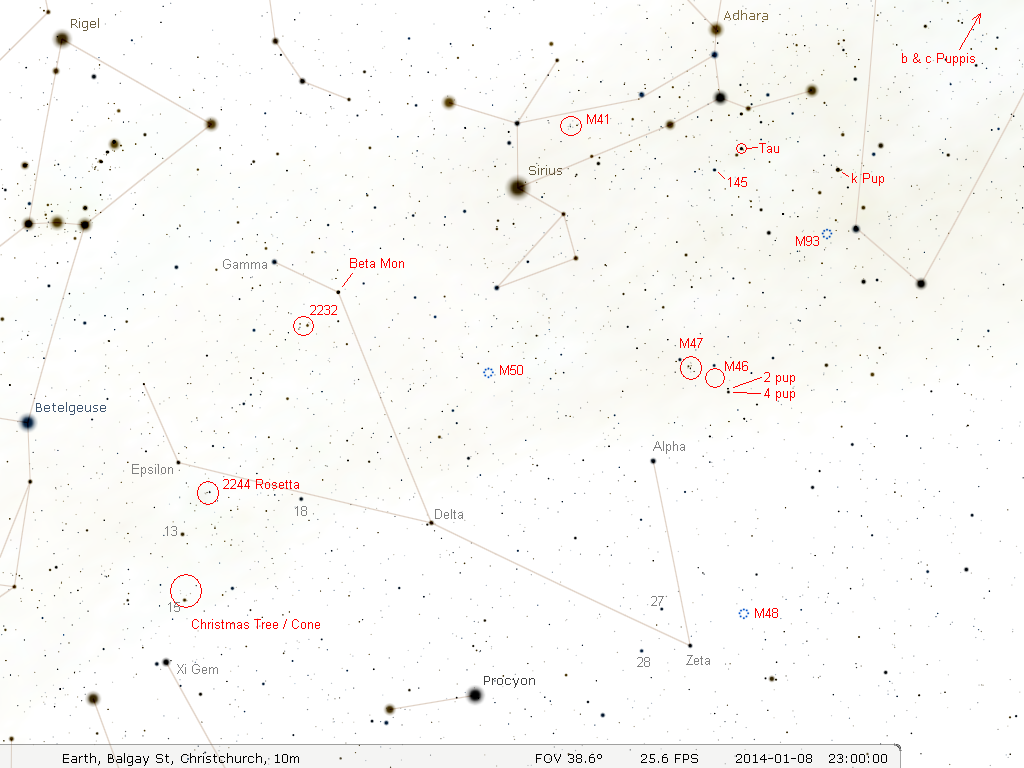 Rigel
Adhara
b & c Puppis
M41
Tau
Sirius
145
k Pup
M93
Gamma
Beta Mon
2232
M47
M50
M46
2 pup
4 pup
Betelgeuse
Alpha
Epsilon
2244 Rosetta
18
Delta
13
15
27
M48
Christmas Tree / Cone
Xi Gem
28
Zeta
Procyon
Earth, Balgay St, Christchurch, 10m FOV 38.6° 25.6 FPS 2014-01-08 23:00:00